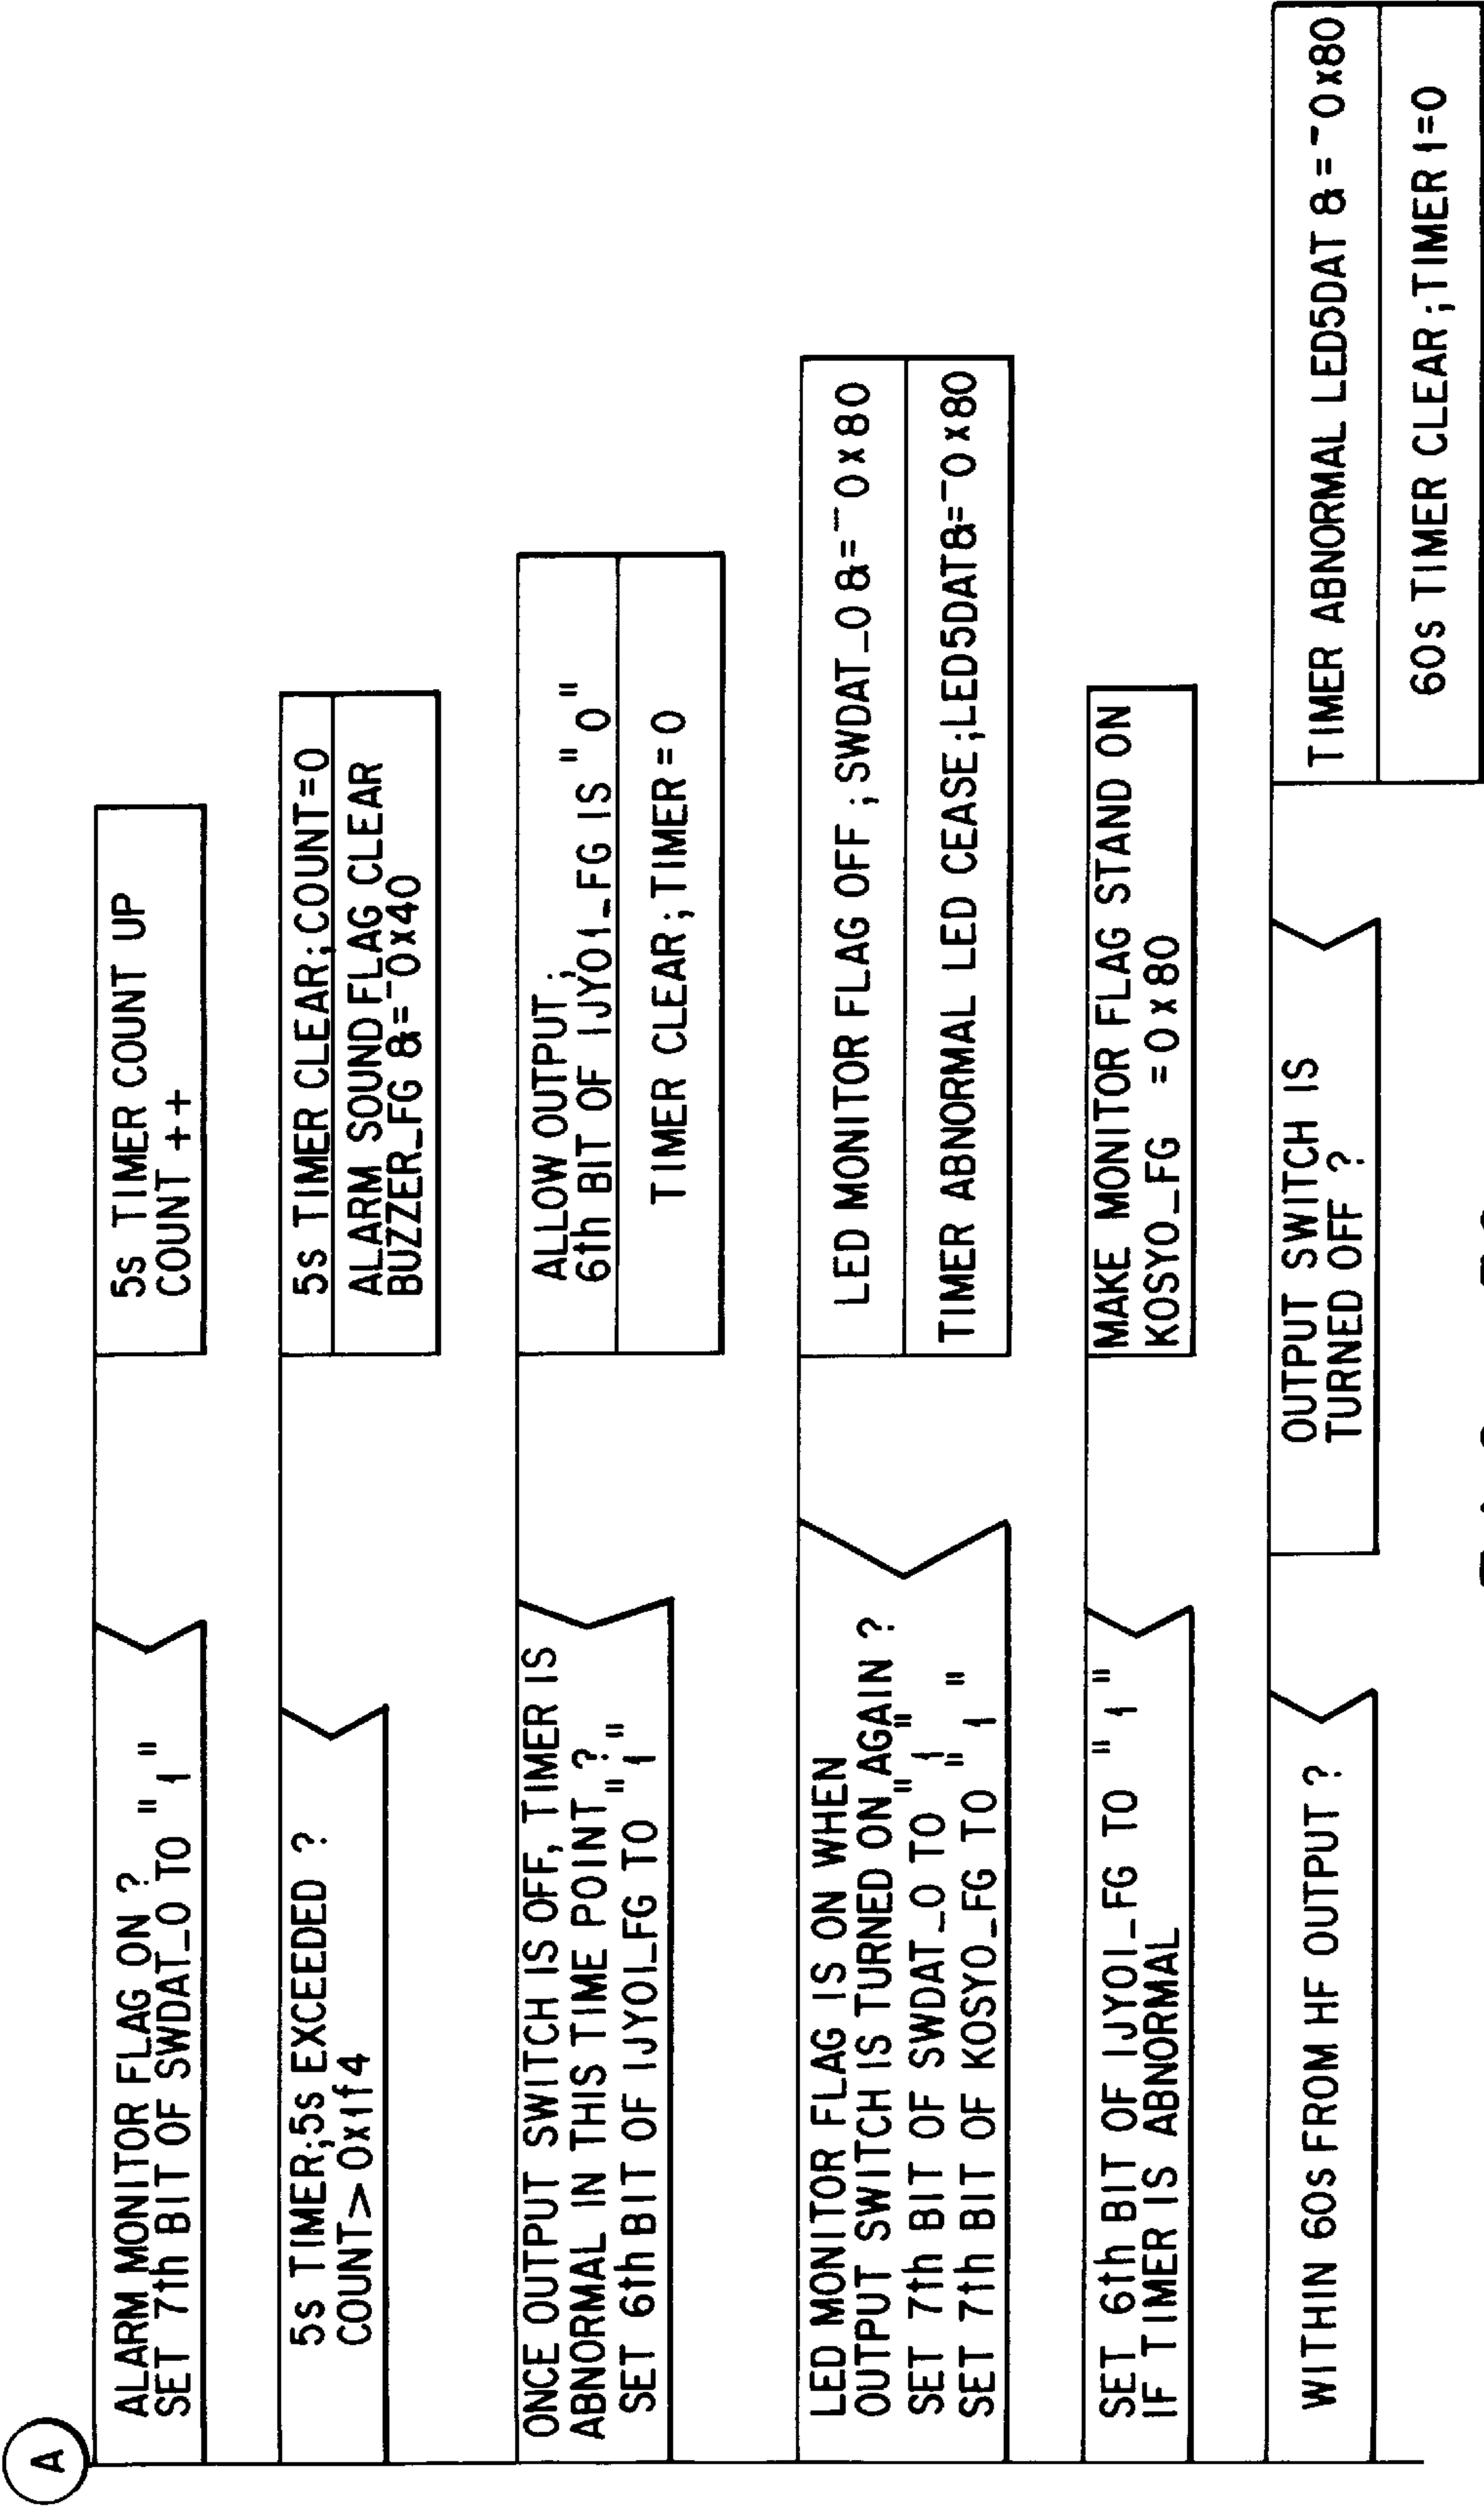 A
ALARM MONITOR FLAG ON ?
SET 7th BIT OF SWDAT_0 TO "1"
5s TIMER COUNT UP
COUNT ++
5s TIMER;5s EXCEEDED ?
COUNT>0x1f4
5s TIMER CLEAR;COUNT=0
ALARM SOUND FLAG CLEAR
BUZZER_FG &=‾0x40
ONCE OUTPUT SWITCH IS OFF, TIMER IS
ABNORMAL IN THIS TIME POINT ?
SET 6th BIT OF IJYO1_FG TO "1"
ALLOW OUTPUT;
6th BIT OF IJYO1_FG IS "0"
TIMER CLEAR;TIMER=0
LED MONITOR FLAG IS ON WHEN
OUTPUT SWITCH IS TURNED ON AGAIN ?
SET 7th BIT OF SWDAT_0 TO "1"
SET 7th BIT OF KOSYO_FG TO "1"
LED MONITOR FLAG OFF;SWDAT_0&=‾0x80
TIMER ABNORMAL LED CEASE;LED5DAT&=‾0x80
SET 6th BIT OF IJYO1_FG TO "1"
IF TIMER IS ABNORMAL
MAKE MONITOR FLAG STAND ON
KOSYO_FG =0x80
WITHIN 60s FROM HF OUTPUT ?
OUTPUT SWITCH IS
TURNED OFF ?
TIMER ABNORMAL LED5DAT &=‾0x80
60s TIMER CLEAR;TIMER1=0